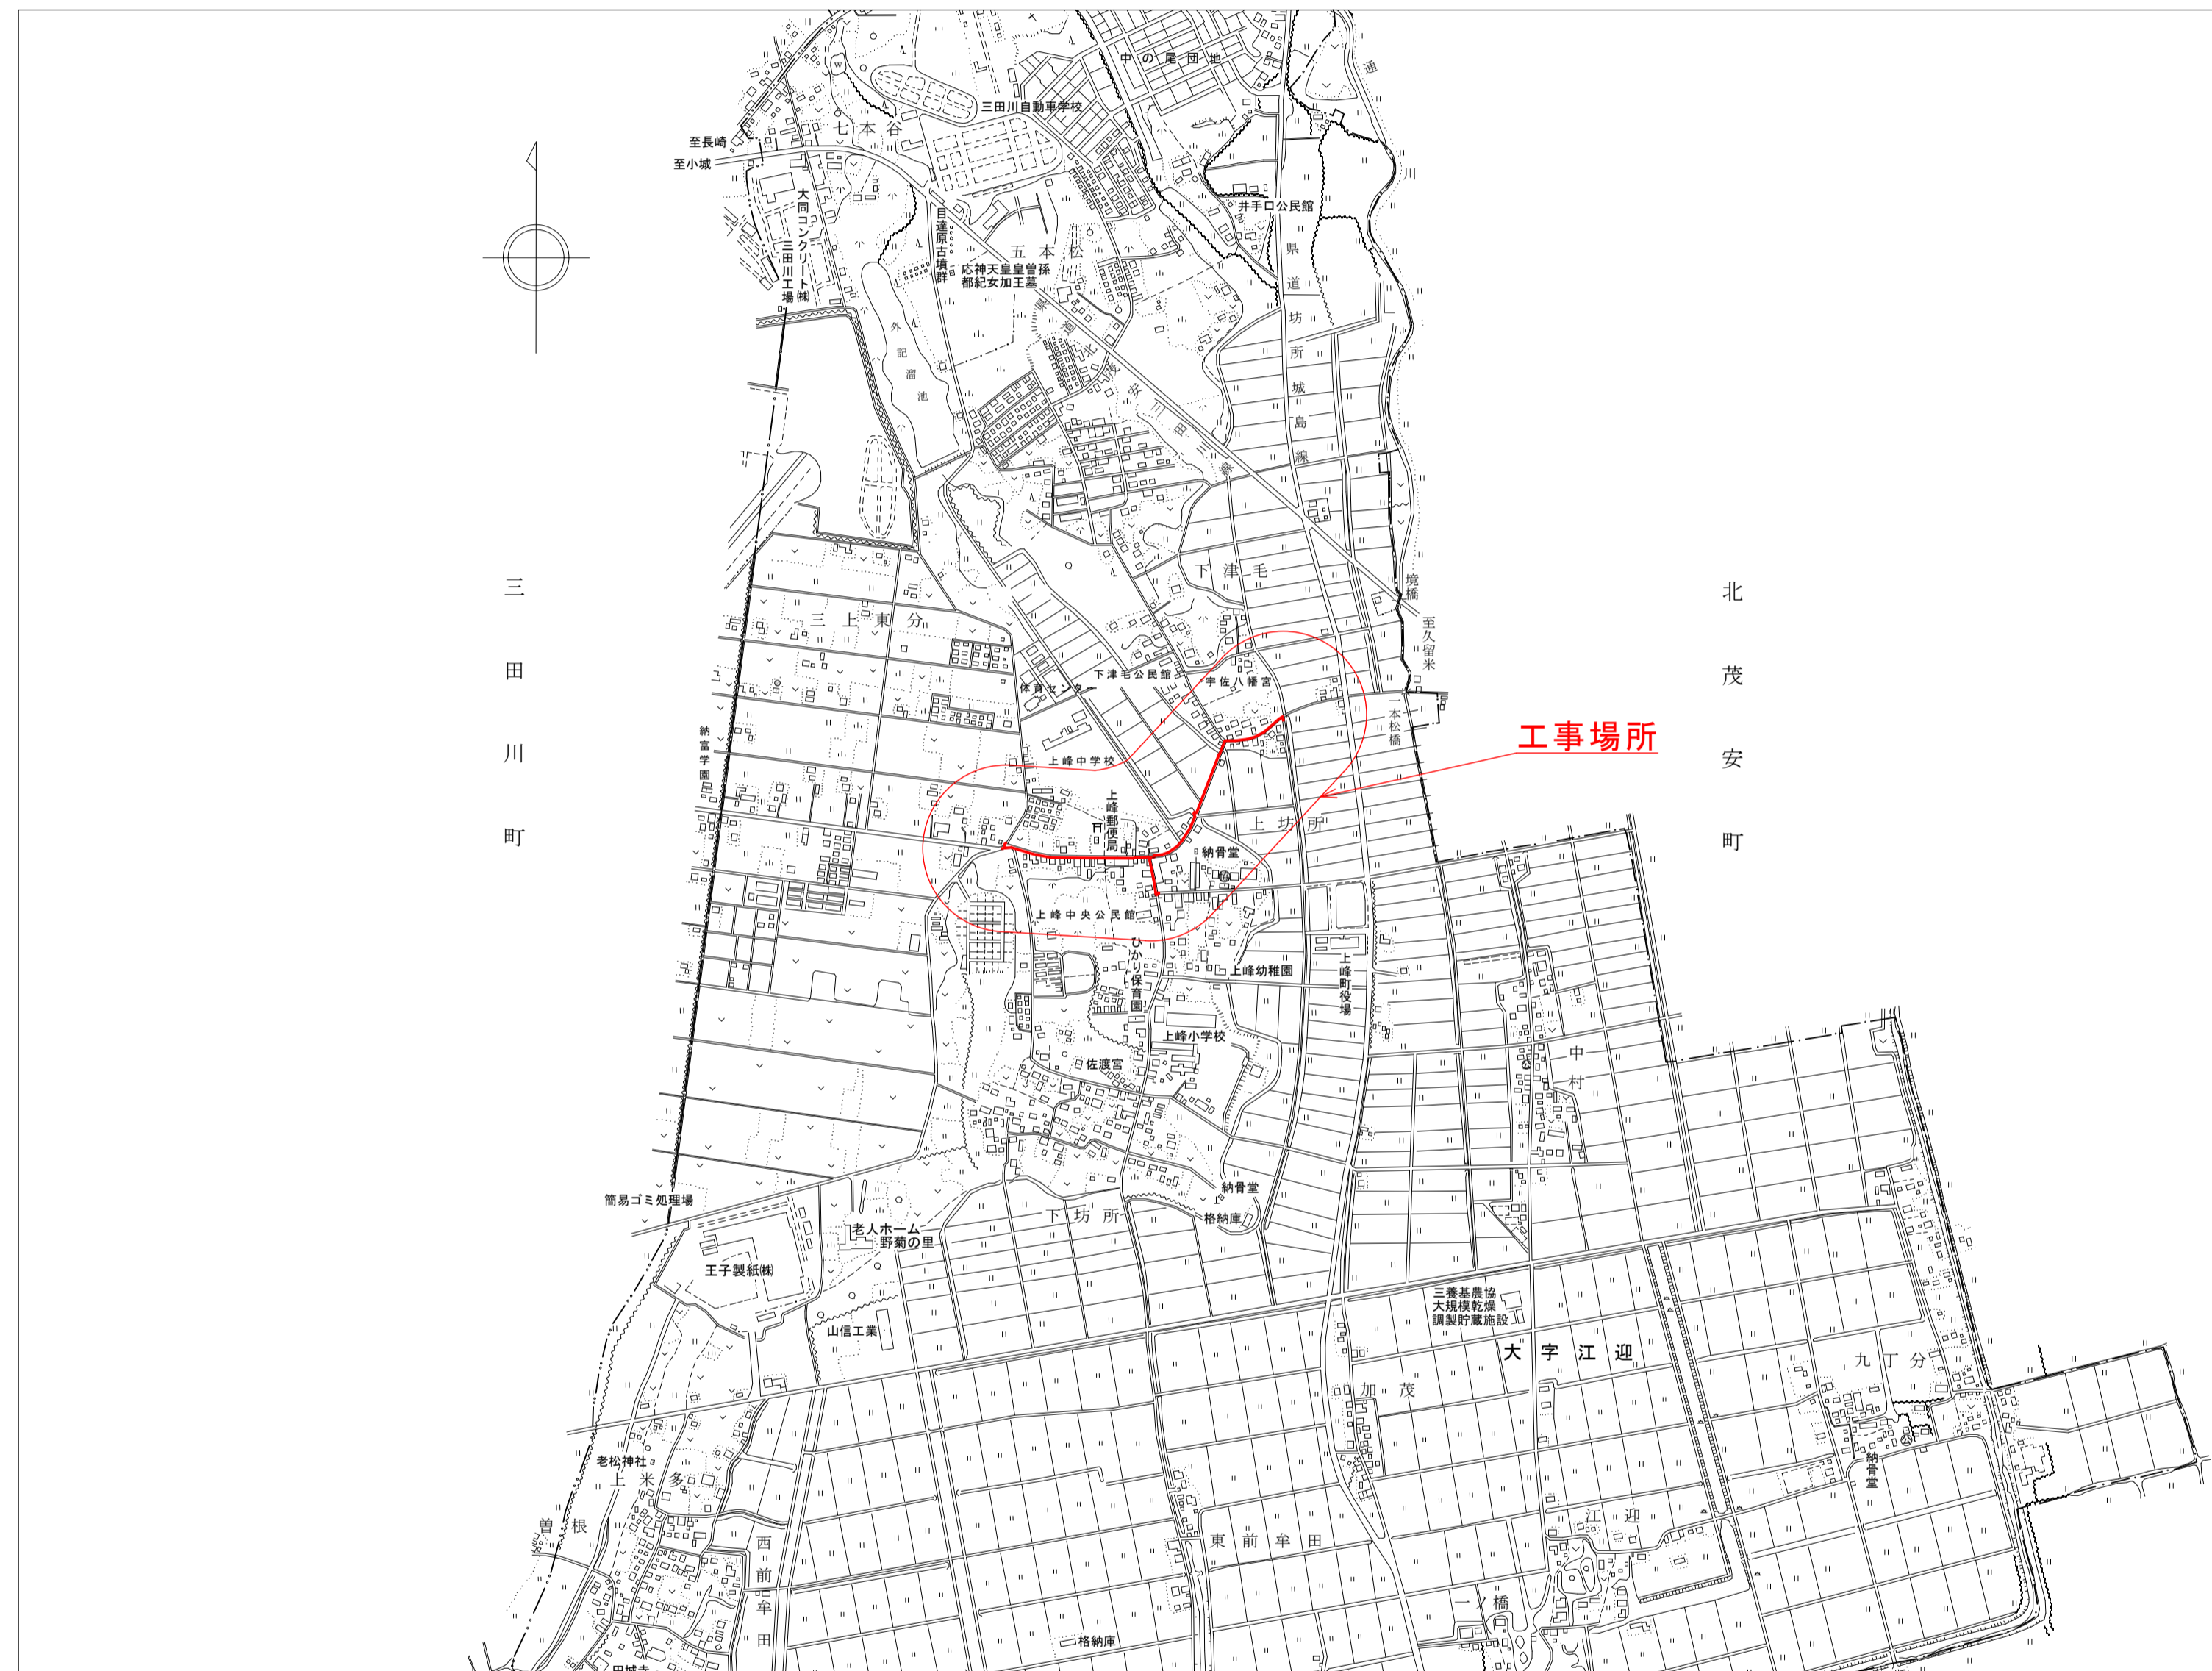 中の尾団地
通
川
三田川自動車学校
七本谷
至長崎
至小城
大同コンクリート㈱
三田川工場
目達原古墳群
五本松
応神天皇皇曽孫
都紀女加王墓
井手口公民館
県道坊所城島線
県道北茂安三田川線
外記溜池
下津毛
境橋
至久留米
三上東分
三田川町
北茂安町
下津毛公民館
宇佐八幡宮
体育センター
一本松橋
工事場所
納富学園
上峰中学校
上峰郵便局
上坊所
納骨堂
上峰中央公民館
ひかり保育園
上峰幼稚園
上峰町役場
上峰小学校
佐渡宮
中村
簡易ゴミ処理場
老人ホーム
野菊の里
下坊所
納骨堂
格納庫
王子製紙㈱
山信工業
三養基農協
大規模乾燥
調製貯蔵施設
大字江迎
加茂
九丁分
納骨堂
老松神社
上米多
曽根
西前牟田
東前牟田
江迎
一ノ橋
格納庫